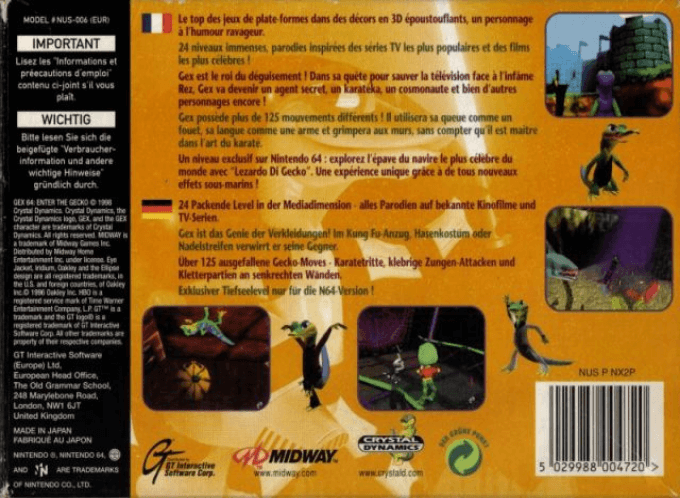 MODEL # NUS-006 (EUR)
IMPORTANT
Lisez les "Informations et
précautions d'emploi"
contenu ci-joint s'il vous
plaît.
WICHTIG
Bitte lesen Sie sich die
beigefügte "Verbraucher-
information und andere
wichtige Hinweise"
gründlich durch.
GEX 64: ENTER THE GECKO © 1998
Crystal Dynamics. Crystal Dynamics, the
Crystal Dynamics logo, GEX, and the GEX
character are trademarks of Crystal
Dynamics. All rights reserved. MIDWAY is
a trademark of Midway Games Inc.
Distributed by Midway Home
Entertainment Inc. under license. Eye
Jacket, Iridium, Oakley and the Ellipse
design are all registered trademarks, in
the U.S. and foreign countries, of Oakley
Inc.© 1996 Oakley Inc. HBO is a
registered service mark of Time Warner
Entertainment Company, L.P. GT™ is a
trademark and the GT logo® is a
registered trademark of GT Interactive
Software Corp. All other trademarks are
property of their respective companies.
GT Interactive Software
(Europe) Ltd,
European Head Office,
The Old Grammar School,
248 Marylebone Road,
London, NW1 6JT
United Kingdom
MADE IN JAPAN
FABRIQUÉ AU JAPON
NINTENDO ®, NINTENDO 64,
AND N ARE TRADEMARKS
OF NINTENDO CO., LTD.
Le top des jeux de plate-formes dans des décors en 3D époustouflants, un personnage
à l'humour ravageur.
24 niveaux immenses, parodies inspirées des séries TV les plus populaires et des films
les plus célèbres !
Gex est le roi du déguisement ! Dans sa quête pour sauver la télévision face à l'infâme
Rez, Gex va devenir un agent secret, un karatéka, un cosmonaute et bien d'autres
personnages encore !
Gex possède plus de 125 mouvements différents ! Il utilisera sa queue comme un
fouet, sa langue comme une arme et grimpera aux murs, sans compter qu'il est maître
dans l'art du karaté.
Un niveau exclusif sur Nintendo 64 : explorez l'épave du navire le plus célèbre du
monde avec "Lezardo Di Gecko". Une expérience unique grâce à de tous nouveaux
effets sous-marins !
24 Packende Level in der Mediadimension - alles Parodien auf bekannte Kinofilme und
TV-Serien.
Gex ist das Genie der Verkleidungen! Im Kung Fu-Anzug, Hasenkostüm oder
Nadelstreifen verwirrt er seine Gegner.
Über 125 ausgefallene Gecko-Moves - Karatetritte, klebrige Zungen-Attacken und
Kletterpartien an senkrechten Wänden.
Exklusiver Tiefseelevel nur für die N64-Version !
NUS P NX2P
GT Interactive
Software Corp.
MIDWAY
www.midway.com
CRYSTAL
DYNAMICS
www.crystald.com
DER GRÜNE PUNKT
5 029988 004720 >